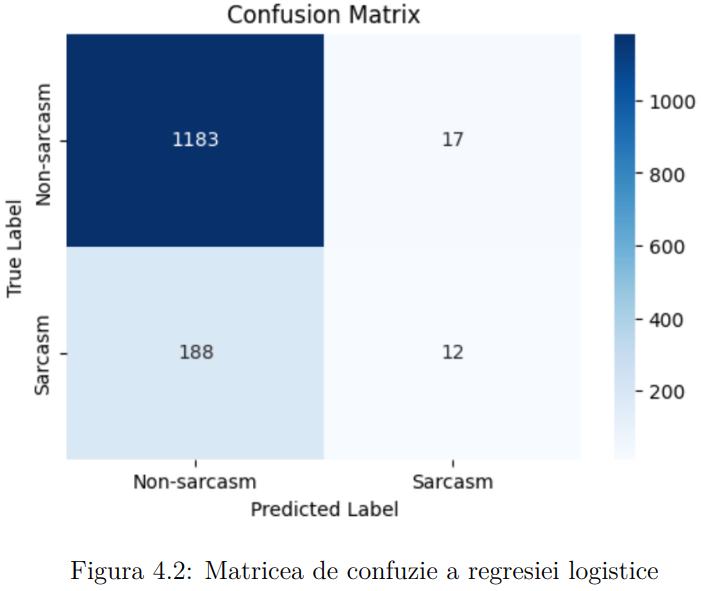 Confusion Matrix
True Label
Non-sarcasm
1183
17
Sarcasm
188
12
Non-sarcasm
Sarcasm
Predicted Label
1000
800
600
400
200
Figura 4.2: Matricea de confuzie a regresiei logistice